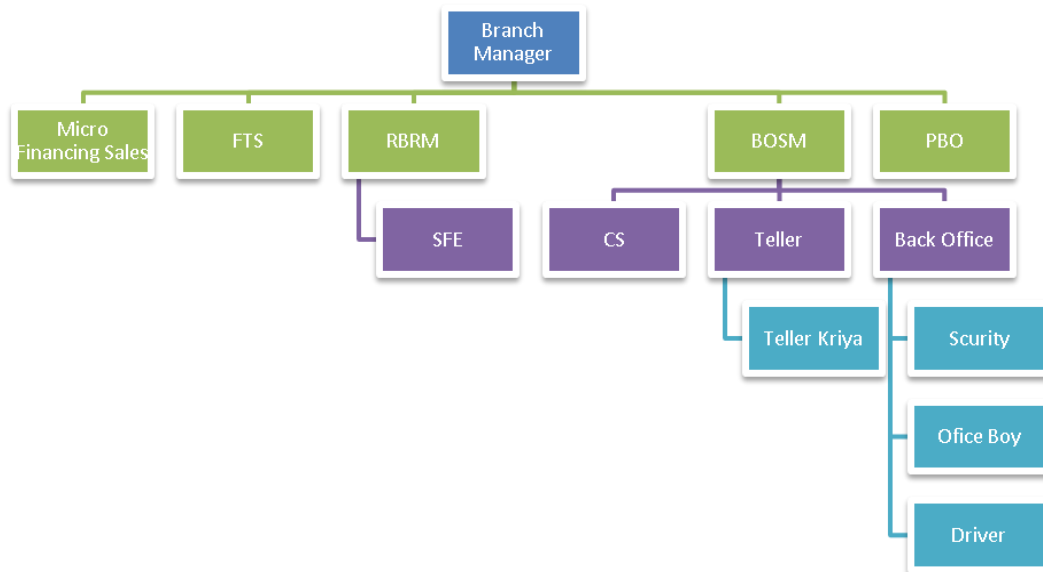 Branch
Manager
Micro
Financing Sales
FTS
RBRM
BOSM
PBO
SFE
CS
Teller
Back Office
Teller Kriya
Scurity
Ofice Boy
Driver